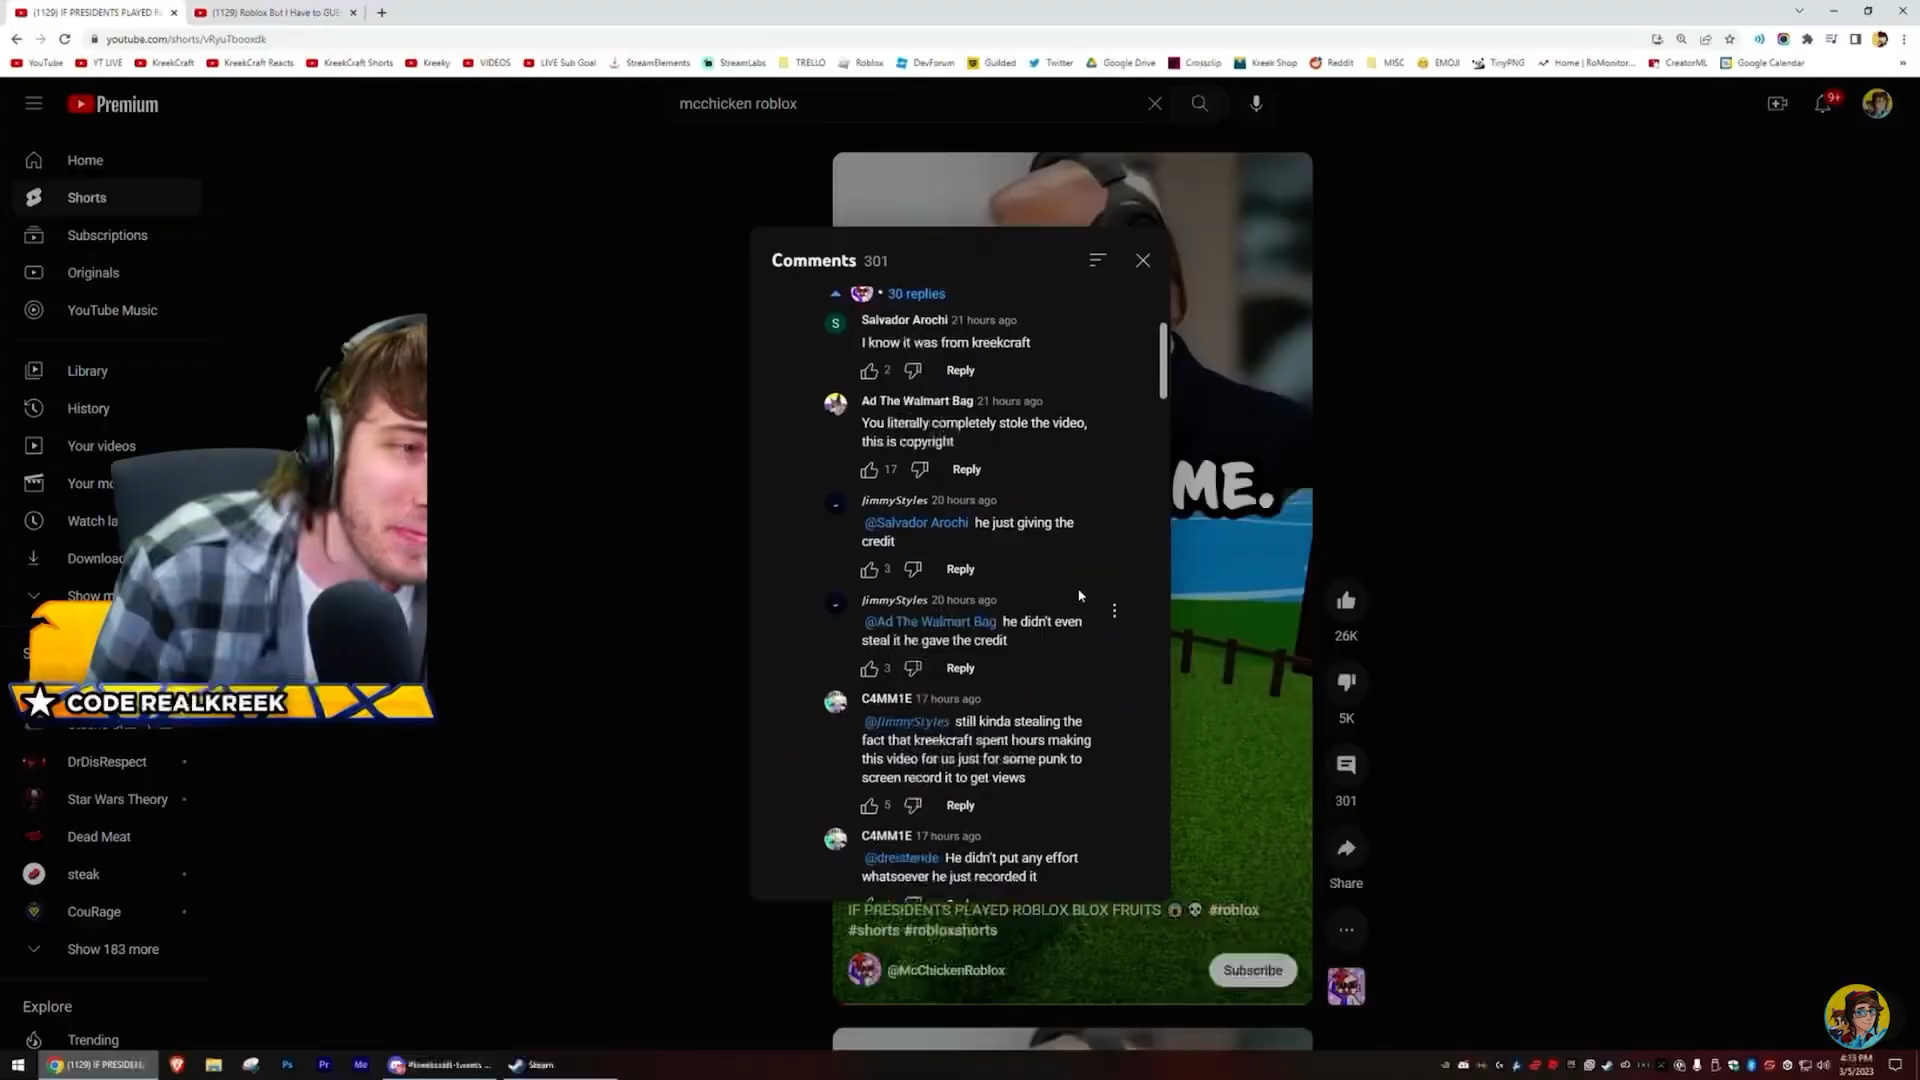 (1129) IF PRESIDENTS PLAYED R
(1129) Roblox But I Have to GUE
youtube.com/shorts/vRyuTbooxdk
YouTube
YT LIVE
KreekCraft
KreekCraft Reacts
KreekCraft Shorts
Kreeky
VIDEOS
LIVE Sub Goal
StreamElements
StreamLabs
TRELLO
Roblox
DevForum
Guilded
Twitter
Google Drive
Crossclip
Kreek Shop
Reddit
MISC
EMOJI
TinyPNG
Home | RoMonitor...
CreatorML
Google Calendar
Premium
mcchicken roblox
9+
Home
Shorts
Subscriptions
Originals
YouTube Music
Library
History
Your videos
Your mo
Watch la
Download
Show m
S
CODE REALKREEK
DrDisRespect
Star Wars Theory
Dead Meat
steak
CouRage
Show 183 more
Explore
Trending
Comments 301
30 replies
S
Salvador Arochi 21 hours ago
I know it was from kreekcraft
2 Reply
Ad The Walmart Bag 21 hours ago
You literally completely stole the video,
this is copyright
17 Reply
JimmyStyles 20 hours ago
@Salvador Arochi he just giving the
credit
3 Reply
JimmyStyles 20 hours ago
@Ad The Walmart Bag he didn't even
steal it he gave the credit
3 Reply
C4MM1E 17 hours ago
@JimmyStyles still kinda stealing the
fact that kreekcraft spent hours making
this video for us just for some punk to
screen record it to get views
5 Reply
C4MM1E 17 hours ago
He didn't put any effort
whatsoever he just recorded it
ME.
IF PRESIDENTS PLAYED ROBLOX BLOX FRUITS 😱 💀 #roblox
#shorts #robloxshorts
@McChickenRoblox
Subscribe
26K
5K
301
Share
(1129) IF PRESIDE
Ps
Pr
Me
Steam
4:13 PM
3/5/2023